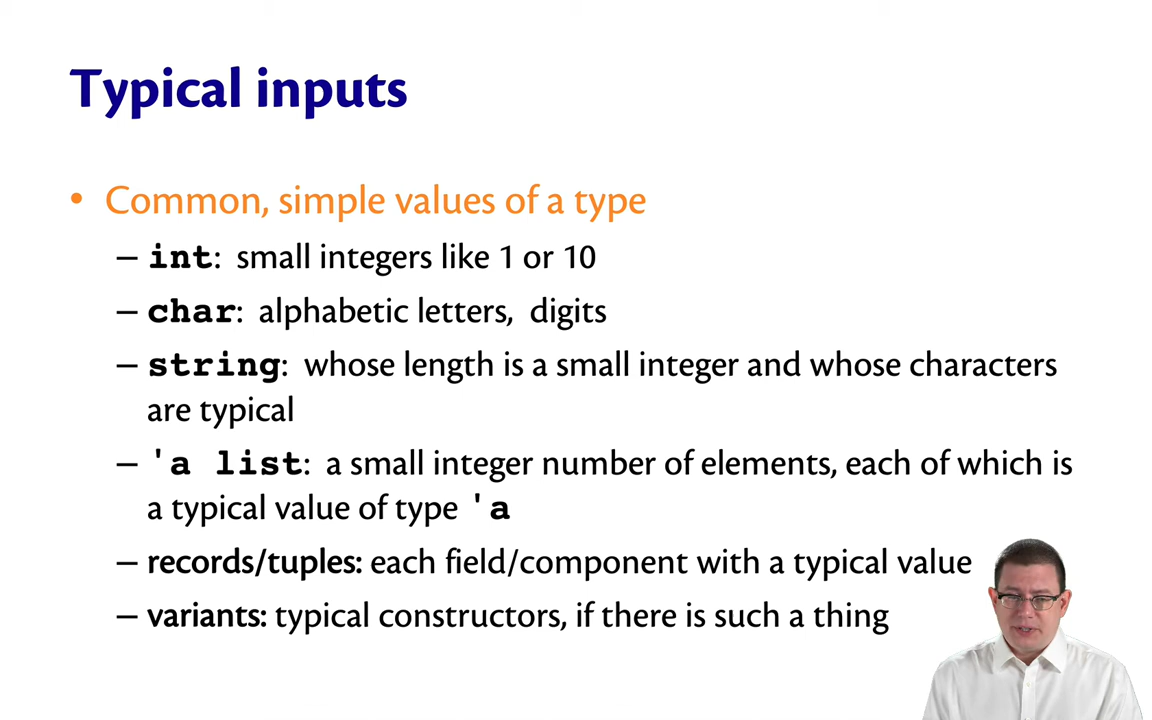 Typical inputs
• Common, simple values of a type
– int: small integers like 1 or 10
– char: alphabetic letters, digits
– string: whose length is a small integer and whose characters
are typical
– 'a list: a small integer number of elements, each of which is
a typical value of type 'a
– records/tuples: each field/component with a typical value
– variants: typical constructors, if there is such a thing